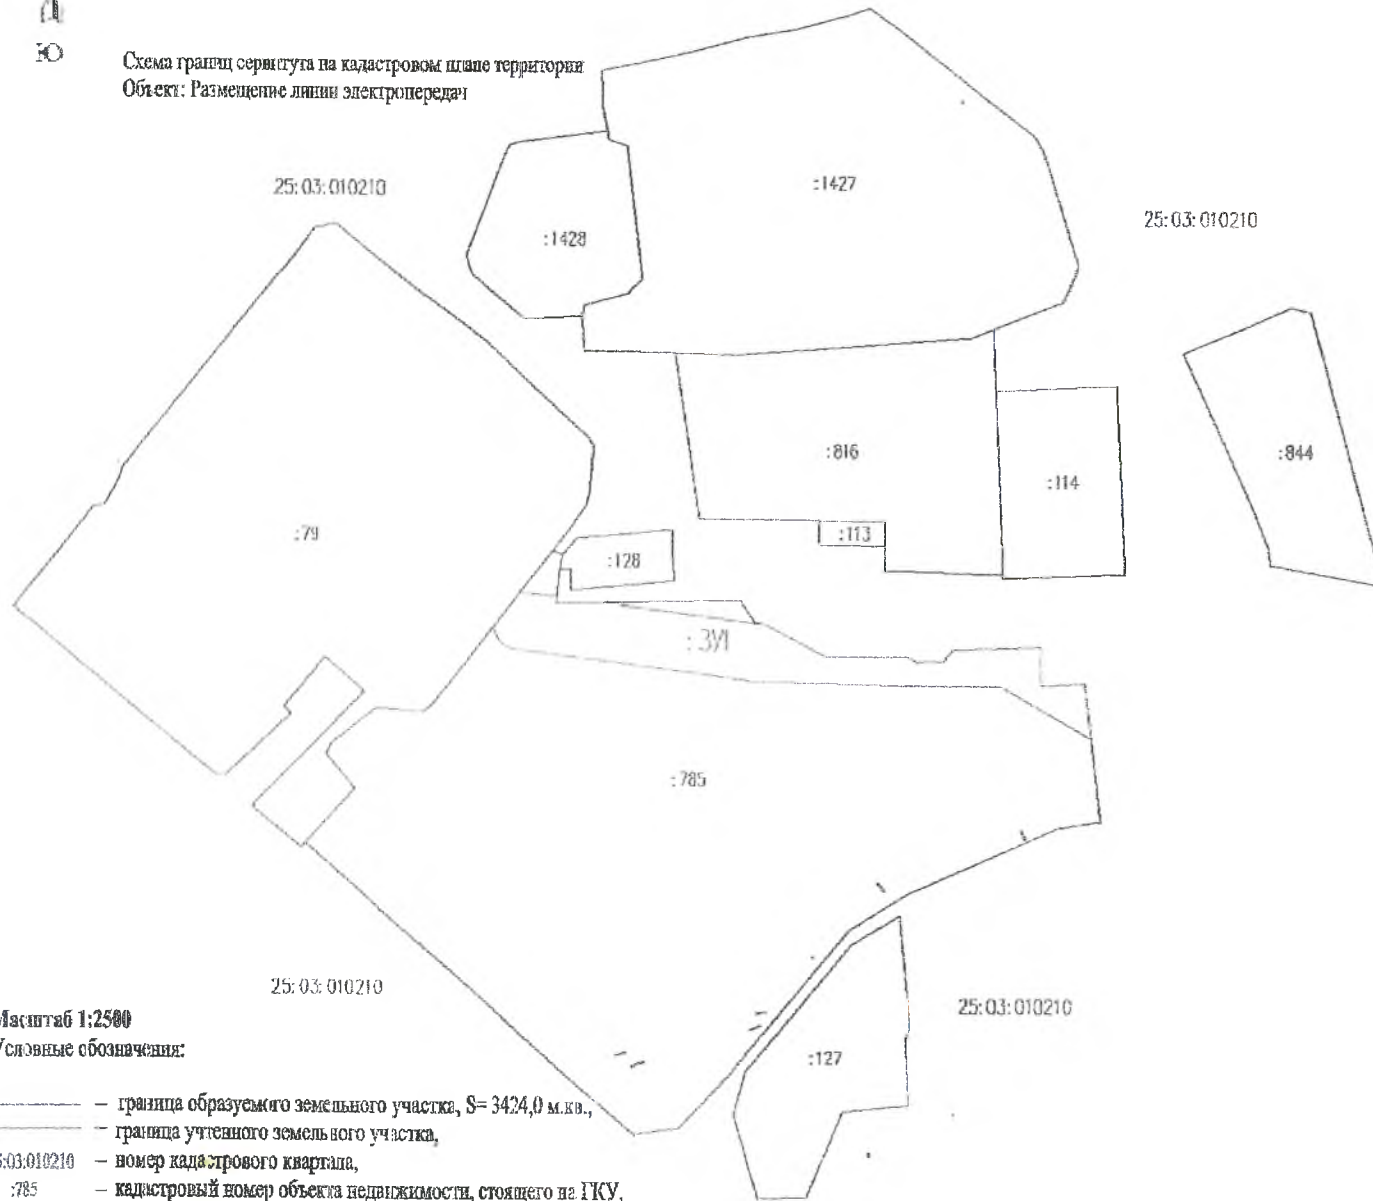 Ю
Схема границ сервитута на кадастровом плане территории
Объект: Размещение линии электропередач
:1427
25:03:010210
25:03:010210
:1428
:816
:844
:114
:79
:113
:128
:ЗУ1
:785
25:03:010210
25:03:010210
Масштаб 1:2500
Условные обозначения:
:127
– граница образуемого земельного участка, S= 3424,0 м.кв.,
– граница учтенного земельного участка,
5:03:010210 – номер кадастрового квартала,
:785 – кадастровый номер объекта недвижимости, стоящего на ГКУ,